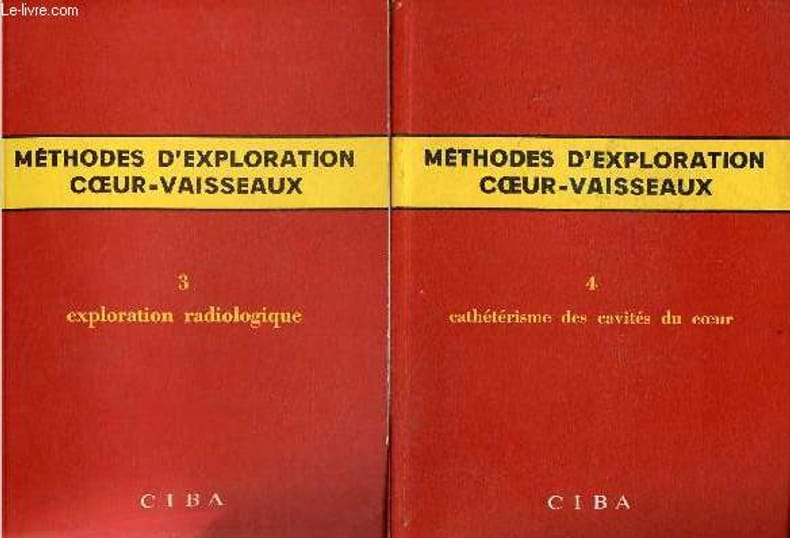 Le-livre.com
MÉTHODES D'EXPLORATION
CŒUR-VAISSEAUX
3
exploration radiologique
CIBA
MÉTHODES D'EXPLORATION
CŒUR-VAISSEAUX
4
cathétérisme des cavités du cœur
CIBA